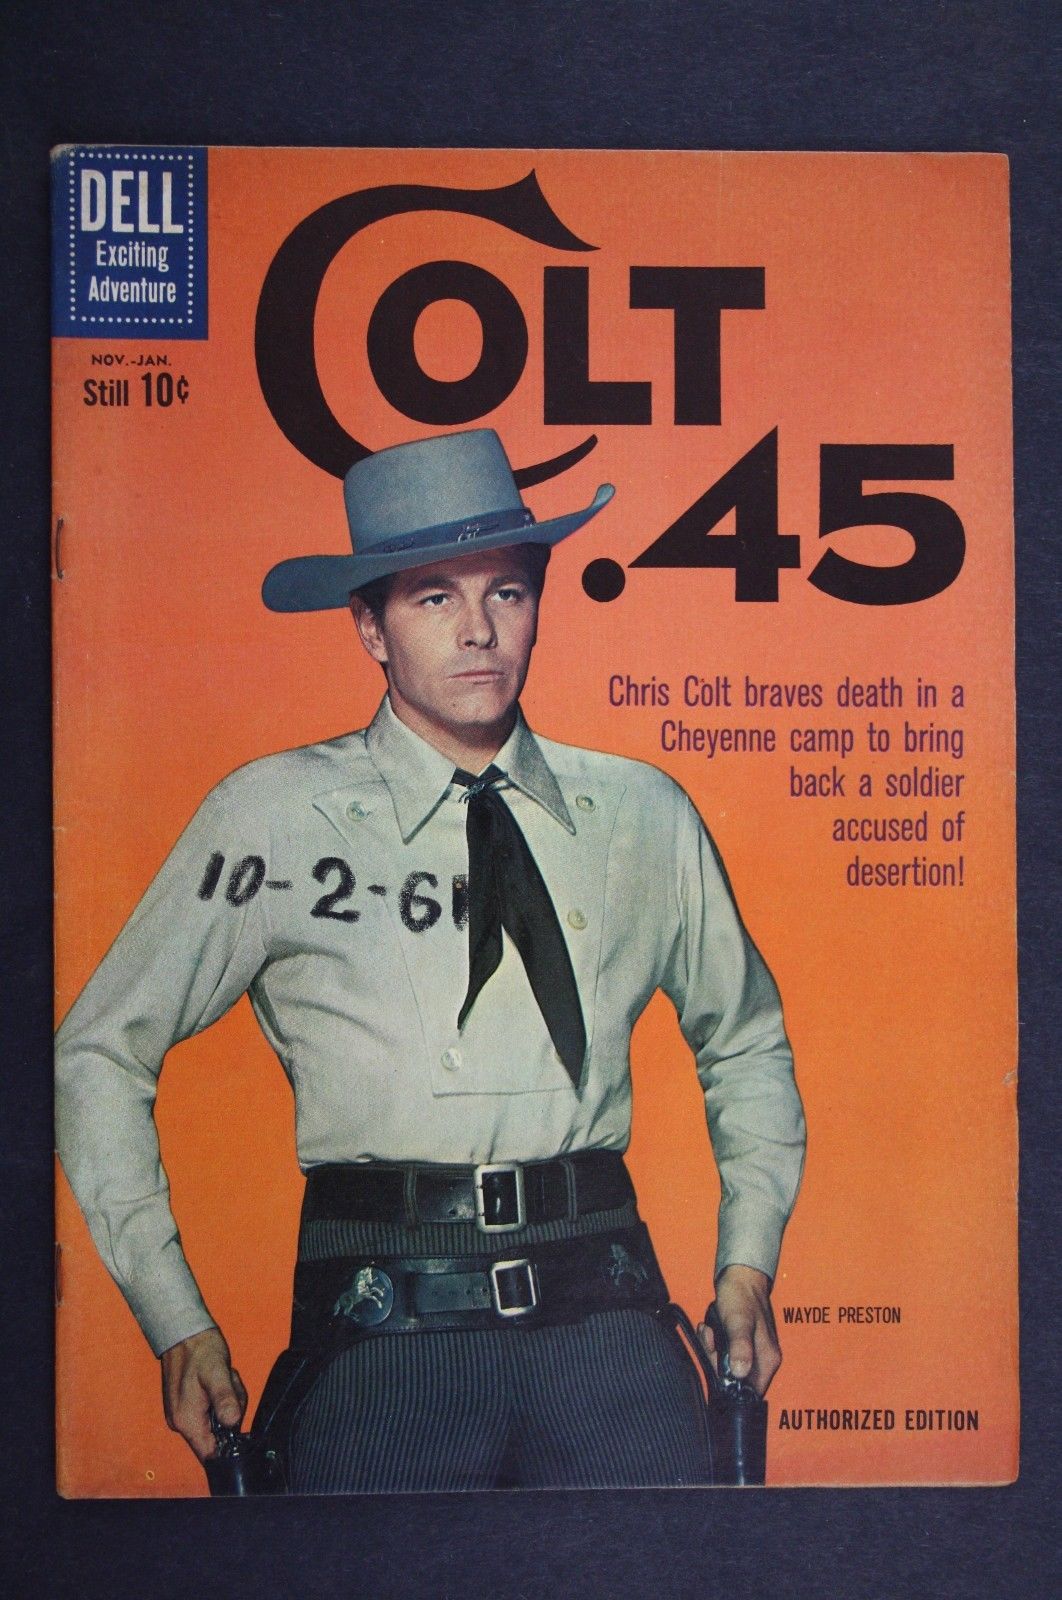 DELL
Exciting
Adventure
NOV.-JAN.
Still 10¢
COLT
.45
Chris Colt braves death in a
Cheyenne camp to bring
back a soldier
accused of
desertion!
10-2-61
WAYDE PRESTON
AUTHORIZED EDITION